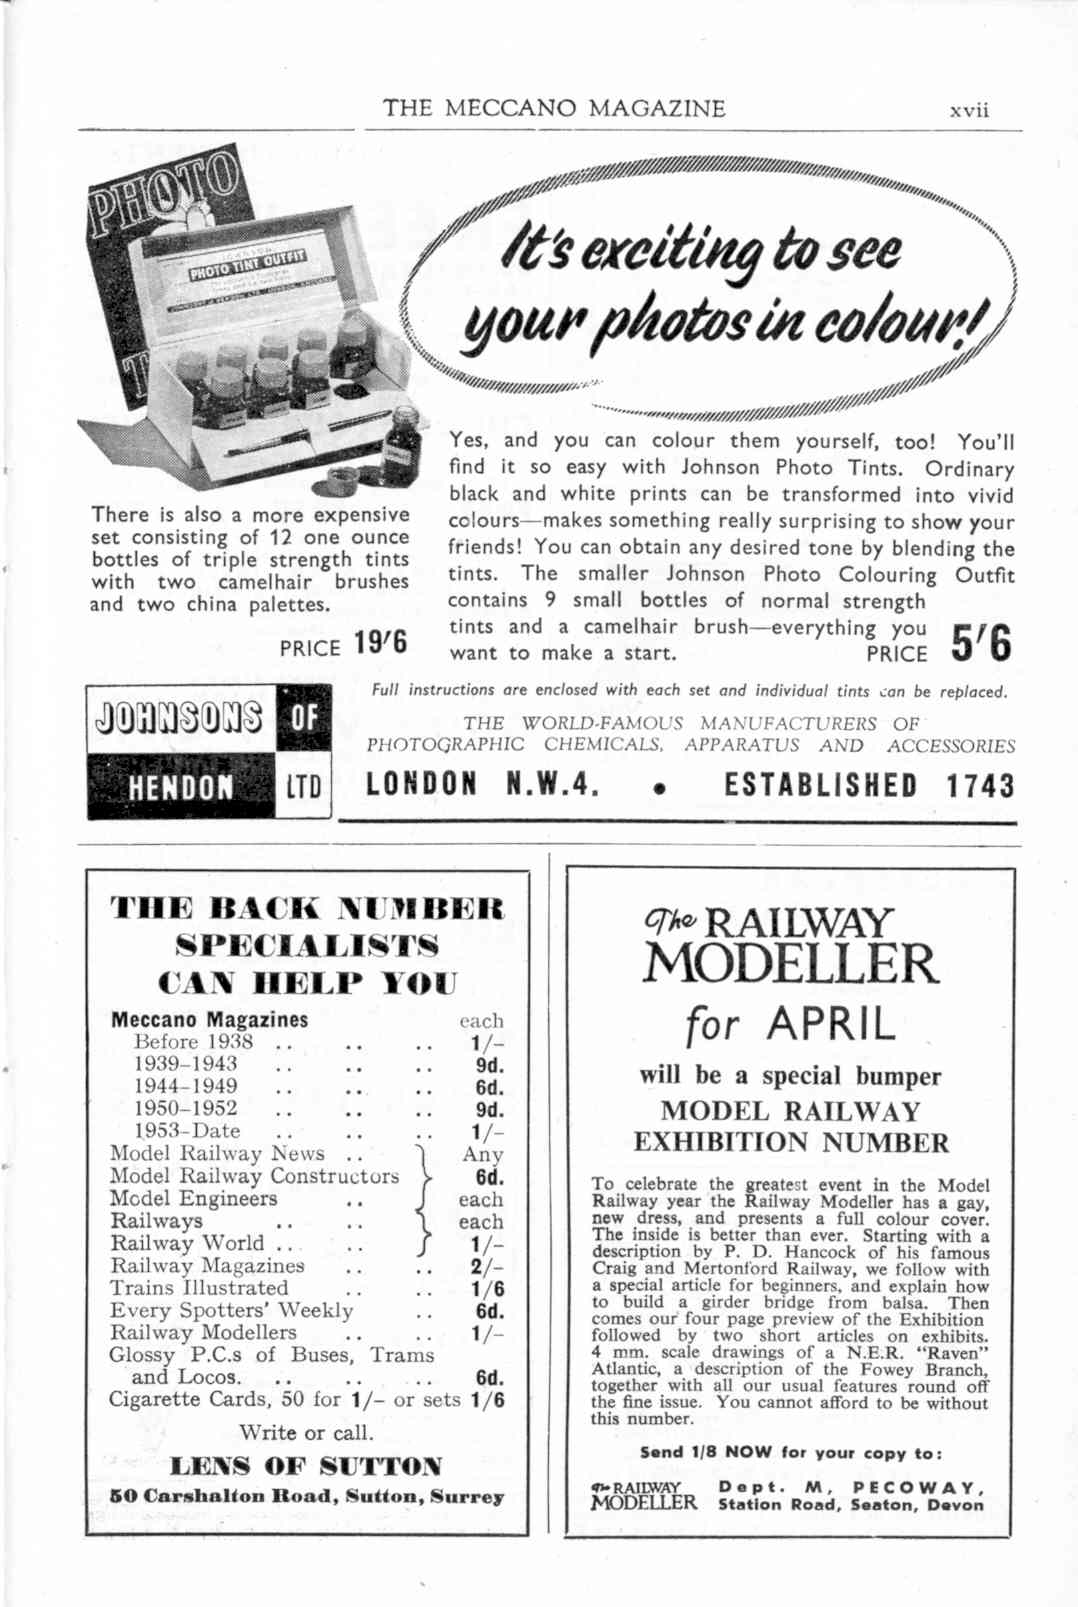 THE MECCANO MAGAZINE xvii
PHOTO
JOHNSON
PHOTO TINT OUTFIT
It's exciting to see
your photos in colour!
Yes, and you can colour them yourself, too! You'll
find it so easy with Johnson Photo Tints. Ordinary
black and white prints can be transformed into vivid
colours—makes something really surprising to show your
friends! You can obtain any desired tone by blending the
tints. The smaller Johnson Photo Colouring Outfit
contains 9 small bottles of normal strength
tints and a camelhair brush—everything you
want to make a start. PRICE 5'6
There is also a more expensive
set consisting of 12 one ounce
bottles of triple strength tints
with two camelhair brushes
and two china palettes.
PRICE 19'6
Full instructions are enclosed with each set and individual tints can be replaced.
JOHNSONS OF
HENDON LTD
THE WORLD-FAMOUS MANUFACTURERS OF
PHOTOGRAPHIC CHEMICALS, APPARATUS AND ACCESSORIES
LONDON N.W.4. • ESTABLISHED 1743
THE BACK NUMBER
SPECIALISTS
CAN HELP YOU
Meccano Magazines each
Before 1938 .. .. .. 1/-
1939-1943 .. .. .. 9d.
1944-1949 .. .. .. 6d.
1950-1952 .. .. .. 9d.
1953-Date .. .. .. 1/-
Model Railway News .. } Any
Model Railway Constructors } 6d.
Model Engineers .. } each
Railways .. .. } each
Railway World .. .. } 1/-
Railway Magazines .. .. 2/-
Trains Illustrated .. .. 1/6
Every Spotters' Weekly .. 6d.
Railway Modellers .. .. 1/-
Glossy P.C.s of Buses, Trams
and Locos. .. .. .. 6d.
Cigarette Cards, 50 for 1/- or sets 1/6
Write or call.
LENS OF SUTTON
50 Carshalton Road, Sutton, Surrey
The RAILWAY
MODELLER
for APRIL
will be a special bumper
MODEL RAILWAY
EXHIBITION NUMBER
To celebrate the greatest event in the Model
Railway year the Railway Modeller has a gay,
new dress, and presents a full colour cover.
The inside is better than ever. Starting with a
description by P. D. Hancock of his famous
Craig and Mertonford Railway, we follow with
a special article for beginners, and explain how
to build a girder bridge from balsa. Then
comes our four page preview of the Exhibition
followed by two short articles on exhibits.
4 mm. scale drawings of a N.E.R. "Raven"
Atlantic, a description of the Fowey Branch,
together with all our usual features round off
the fine issue. You cannot afford to be without
this number.
Send 1/8 NOW for your copy to:
The RAILWAY
MODELLER
Dept. M, PECOWAY,
Station Road, Seaton, Devon